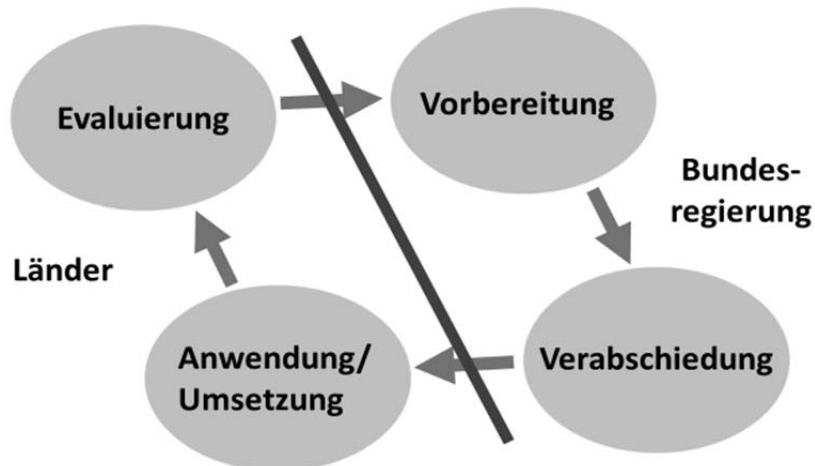 Evaluierung
Vorbereitung
Bundes-
regierung
Länder
Anwendung/
Umsetzung
Verabschiedung